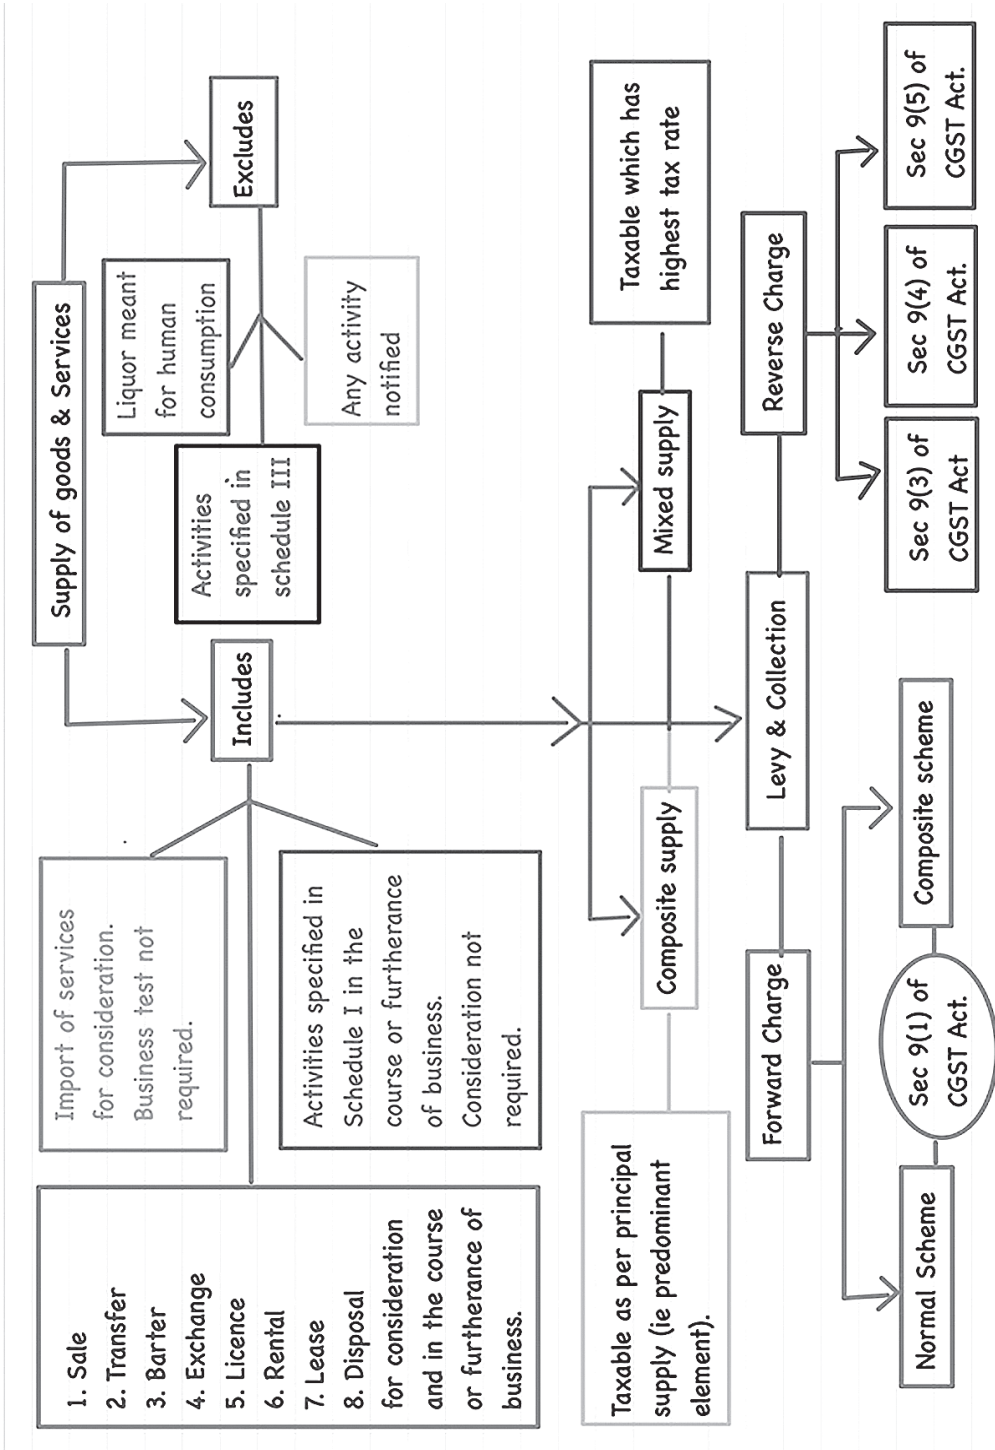 Supply of goods & Services
Includes
Excludes
Import of services
for consideration.
Business test not
required.
Activities
specified in
schedule III
Liquor meant
for human
consumption
Any activity
notified
1. Sale
2. Transfer
3. Barter
4. Exchange
5. Licence
6. Rental
7. Lease
8. Disposal
for consideration
and in the course
or furtherance of
business.
Activities specified in
Schedule I in the
course or furtherance
of business.
Consideration not
required.
Taxable as per principal
supply (ie predominant
element).
Composite supply
Mixed supply
Taxable which has
highest tax rate
Forward Charge
Levy & Collection
Reverse Charge
Normal Scheme
Sec 9(1) of
CGST Act.
Composite scheme
Sec 9(3) of
CGST Act
Sec 9(4) of
CGST Act.
Sec 9(5) of
CGST Act.